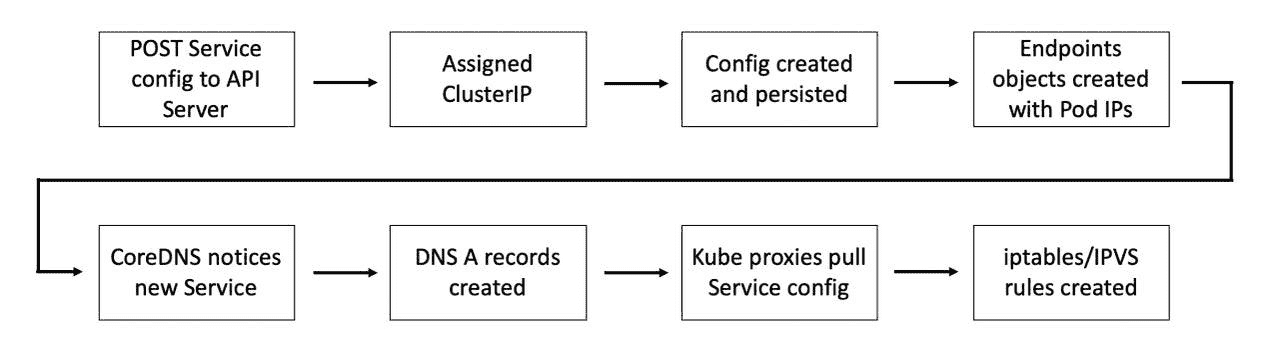 POST Service
config to API
Server
Assigned
ClusterIP
Config created
and persisted
Endpoints
objects created
with Pod IPs
CoreDNS notices
new Service
DNS A records
created
Kube proxies pull
Service config
iptables/IPVS
rules created